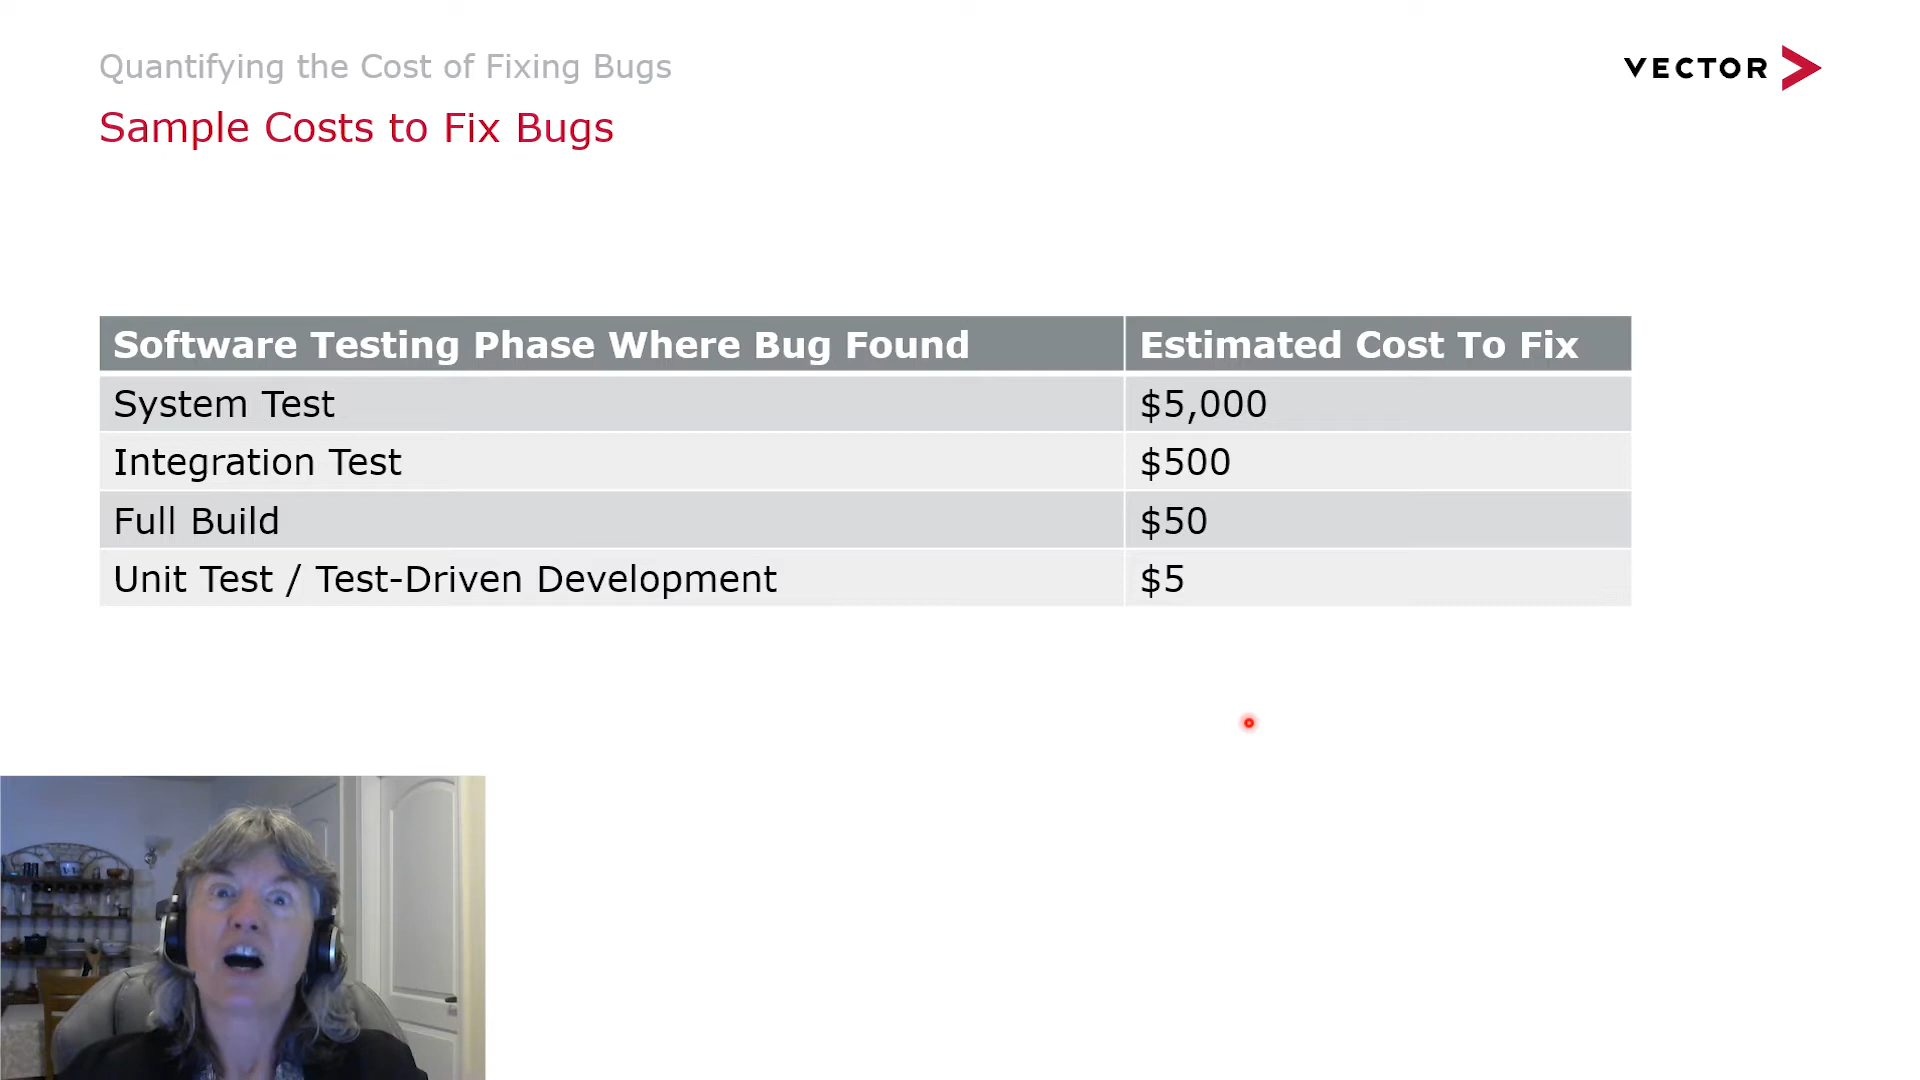 Quantifying the Cost of Fixing Bugs
VECTOR
Sample Costs to Fix Bugs
Software Testing Phase Where Bug Found Estimated Cost To Fix
System Test $5,000
Integration Test $500
Full Build $50
Unit Test / Test-Driven Development $5